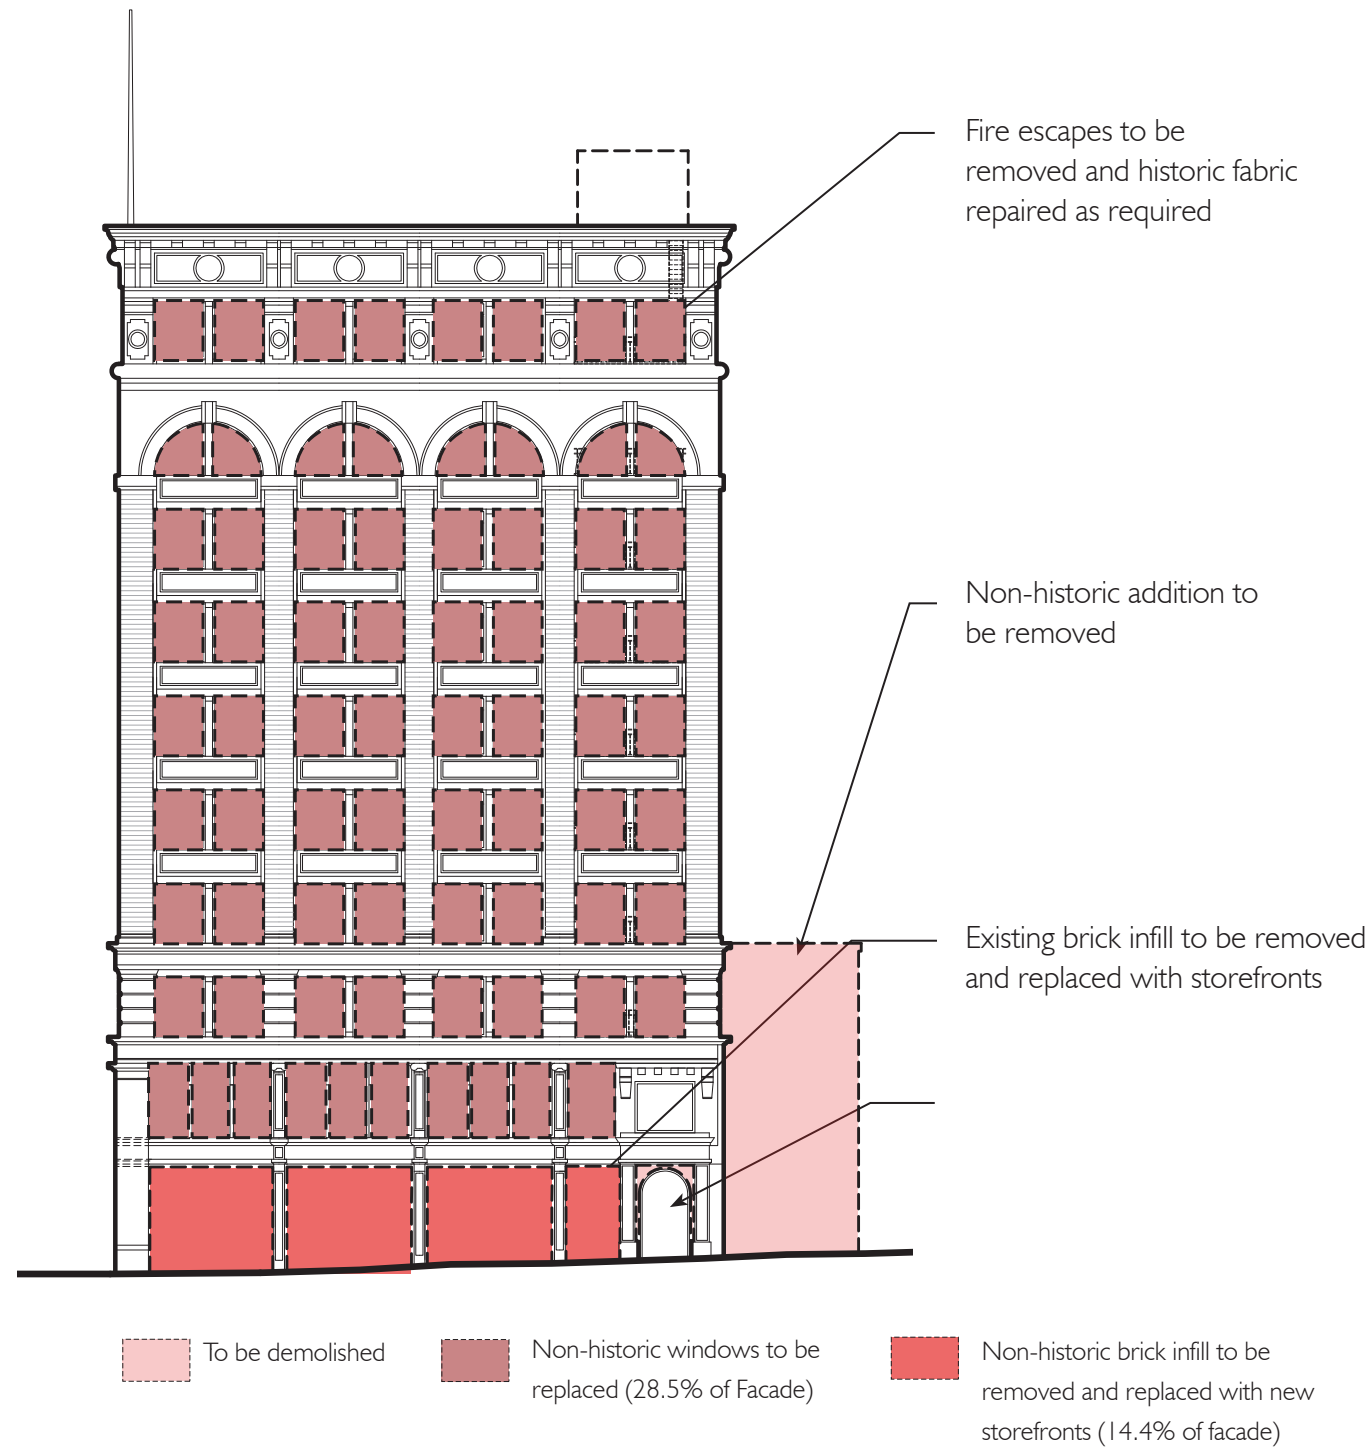 Fire escapes to be
removed and historic fabric
repaired as required
Non-historic addition to
be removed
Existing brick infill to be removed
and replaced with storefronts
To be demolished
Non-historic windows to be
replaced (28.5% of Facade)
Non-historic brick infill to be
removed and replaced with new
storefronts (14.4% of facade)